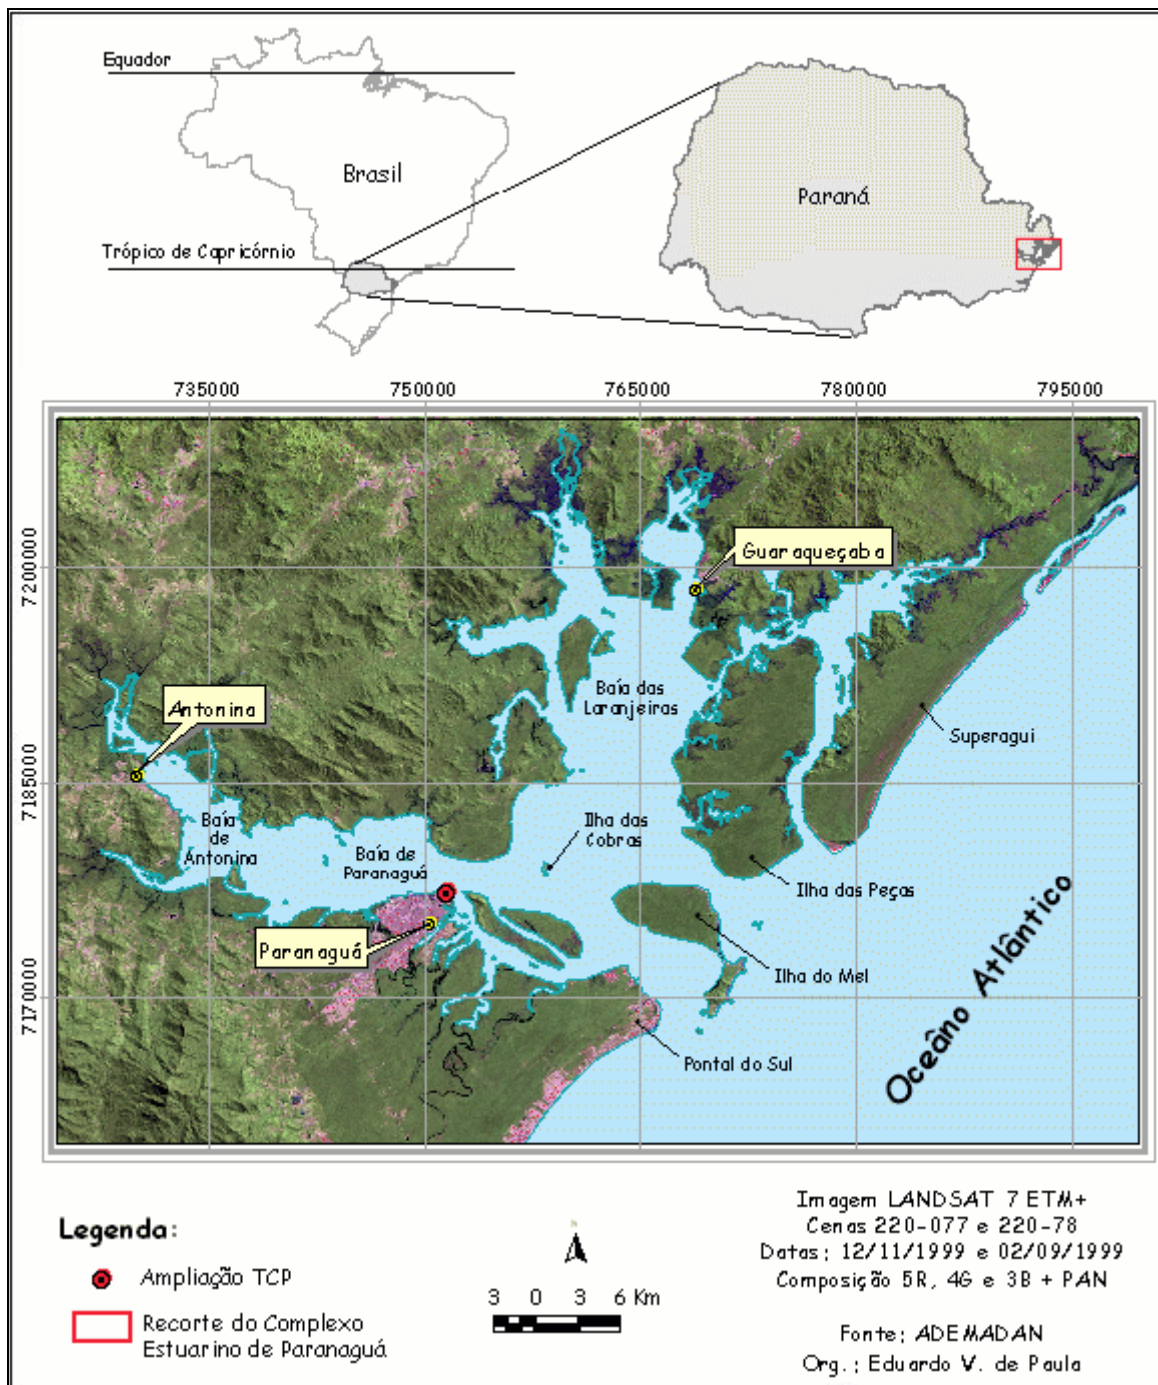 Equador
Brasil
Paraná
Trópico de Capricórnio
735000
750000
765000
780000
795000
7200000
7185000
7170000
Guaraqueçaba
Antonina
Baía das
Laranjeiras
Superagui
Baía
de
Antonina
Baía de
Paranaguá
Ilha das
Cobras
Ilha das Peças
Paranaguá
Ilha do Mel
Pontal do Sul
Oceâno Atlântico
Legenda:
Ampliação TCP
Recorte do Complexo
Estuarino de Paranaguá
3 0 3 6 Km
Imagem LANDSAT 7 ETM+
Cenas 220-077 e 220-78
Datas: 12/11/1999 e 02/09/1999
Composição 5R, 4G e 3B + PAN
Fonte: ADEMADAN
Org.: Eduardo V. de Paula